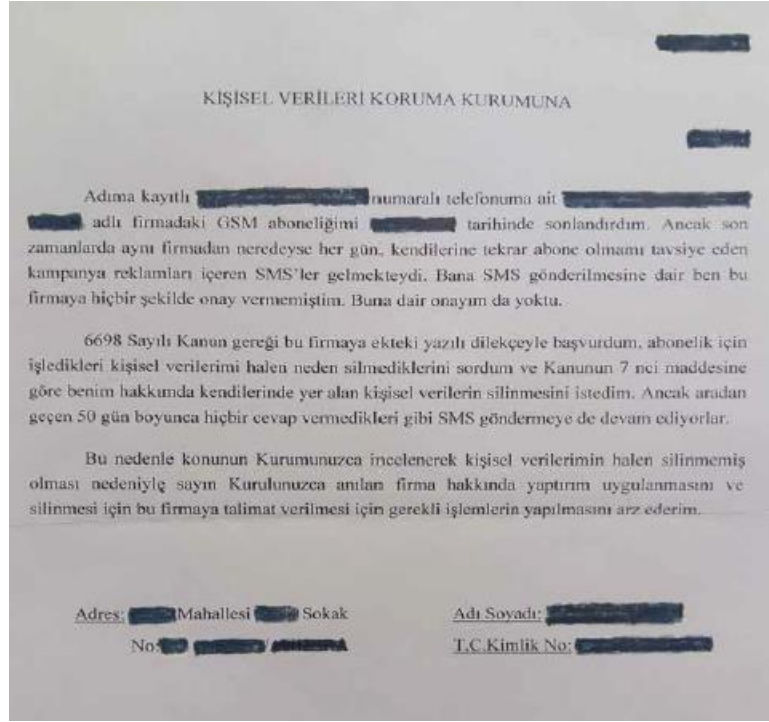 KİŞİSEL VERİLERİ KORUMA KURUMUNA
Adıma kayıtlı numaralı telefonuma ait
adlı firmadaki GSM aboneliğimi tarihinde sonlandırdım. Ancak son
zamanlarda aynı firmadan neredeyse her gün, kendilerine tekrar abone olmamı tavsiye eden
kampanya reklamları içeren SMS'ler gelmekteydi. Bana SMS gönderilmesine dair ben bu
firmaya hiçbir şekilde onay vermemiştim. Buna dair onayım da yoktu.
6698 Sayılı Kanun gereği bu firmaya ekteki yazılı dilekçeyle başvurdum, abonelik için
işledikleri kişisel verilerimi halen neden silmediklerini sordum ve Kanunun 7 nci maddesine
göre benim hakkımda kendilerinde yer alan kişisel verilerin silinmesini istedim. Ancak aradan
geçen 50 gün boyunca hiçbir cevap vermedikleri gibi SMS göndermeye de devam ediyorlar.
Bu nedenle konunun Kurumunuzca incelenerek kişisel verilerimin halen silinmemiş
olması nedeniyle sayın Kurulunuzca anılan firma hakkında yaptırım uygulanmasını ve
silinmesi için bu firmaya talimat verilmesi için gerekli işlemlerin yapılmasını arz ederim.
Adres: Mahallesi Sokak
No: /
Adı Soyadı:
T.C.Kimlik No: